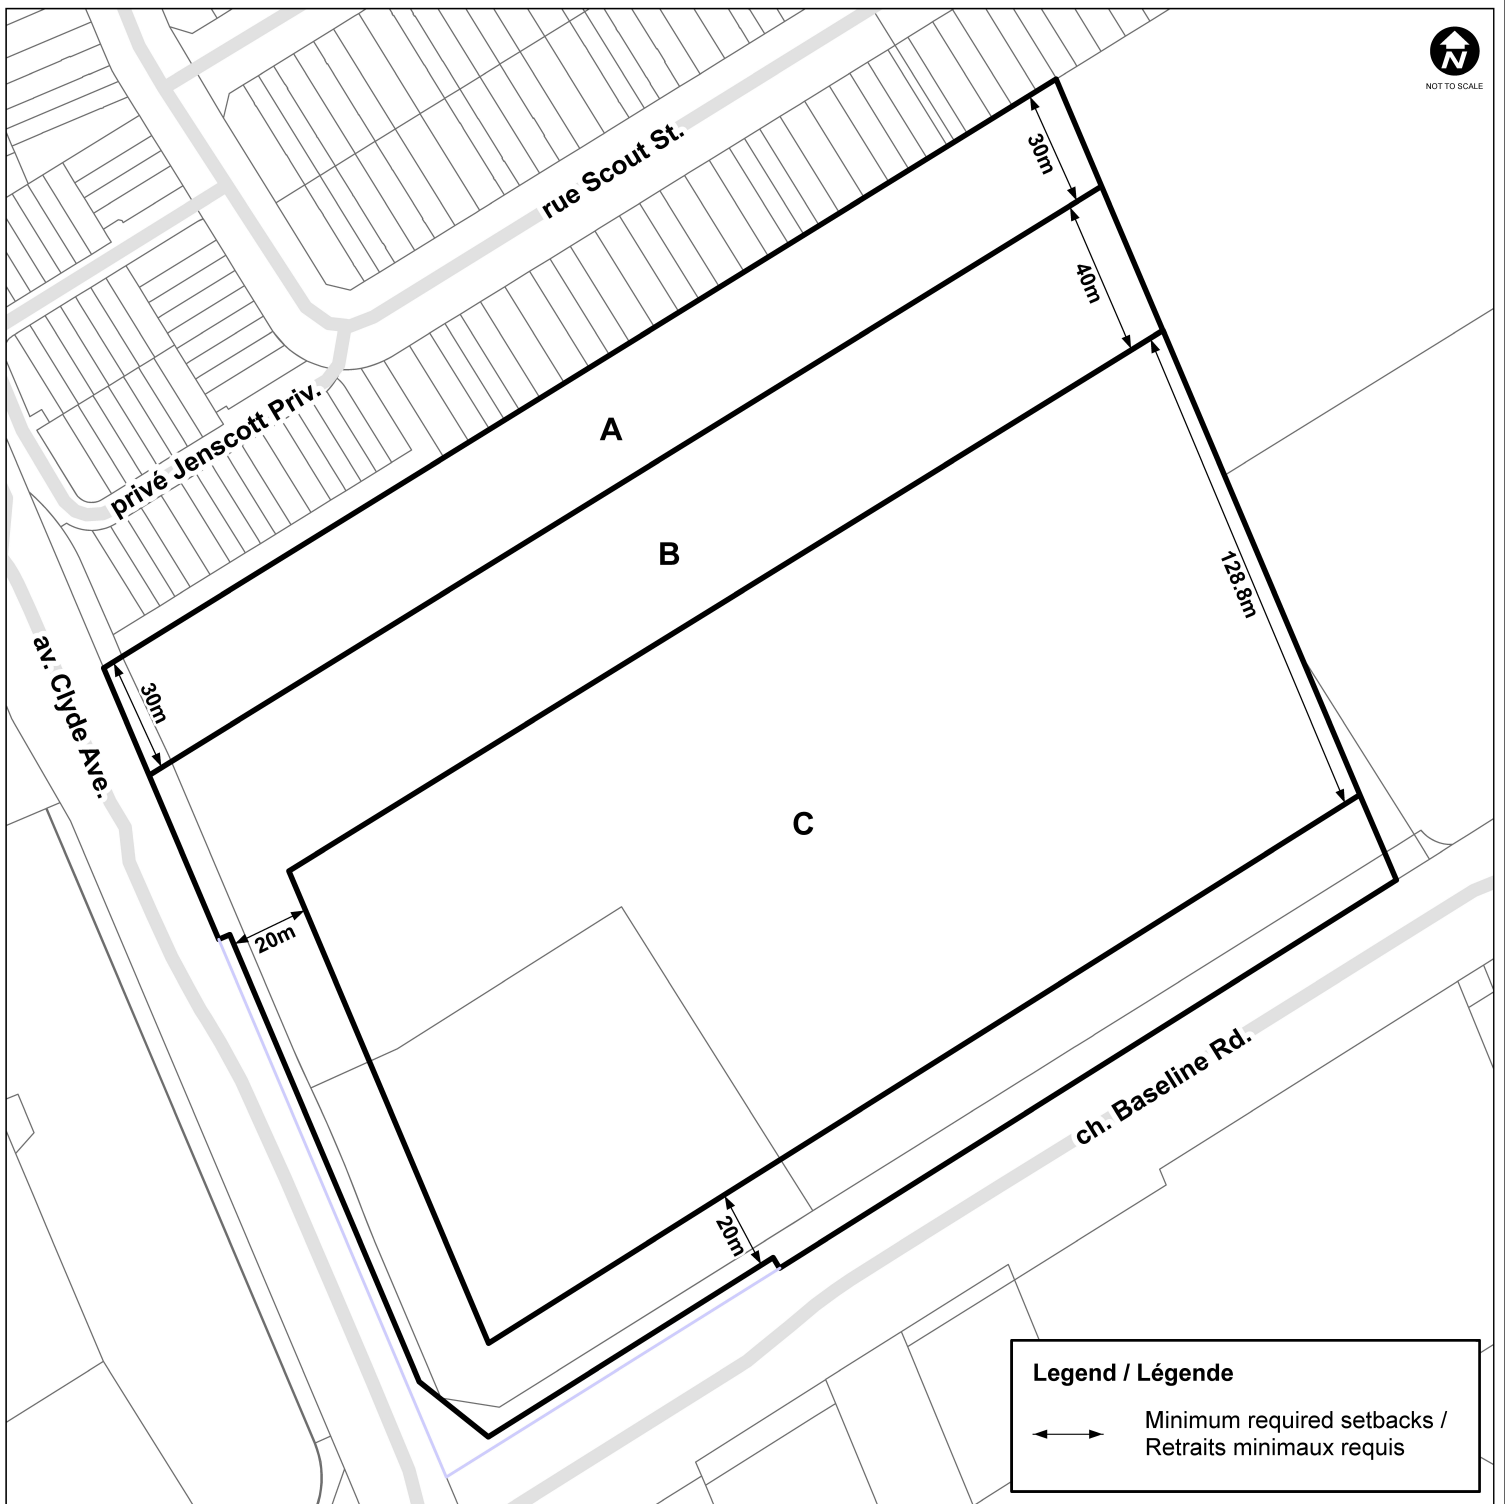 N
NOT TO SCALE
rue Scout St.
30m
40m
privé Jenscott Priv.
A
B
128.8m
av. Clyde Ave.
30m
C
20m
ch. Baseline Rd.
20m
Legend / Légende
Minimum required setbacks /
Retraits minimaux requis